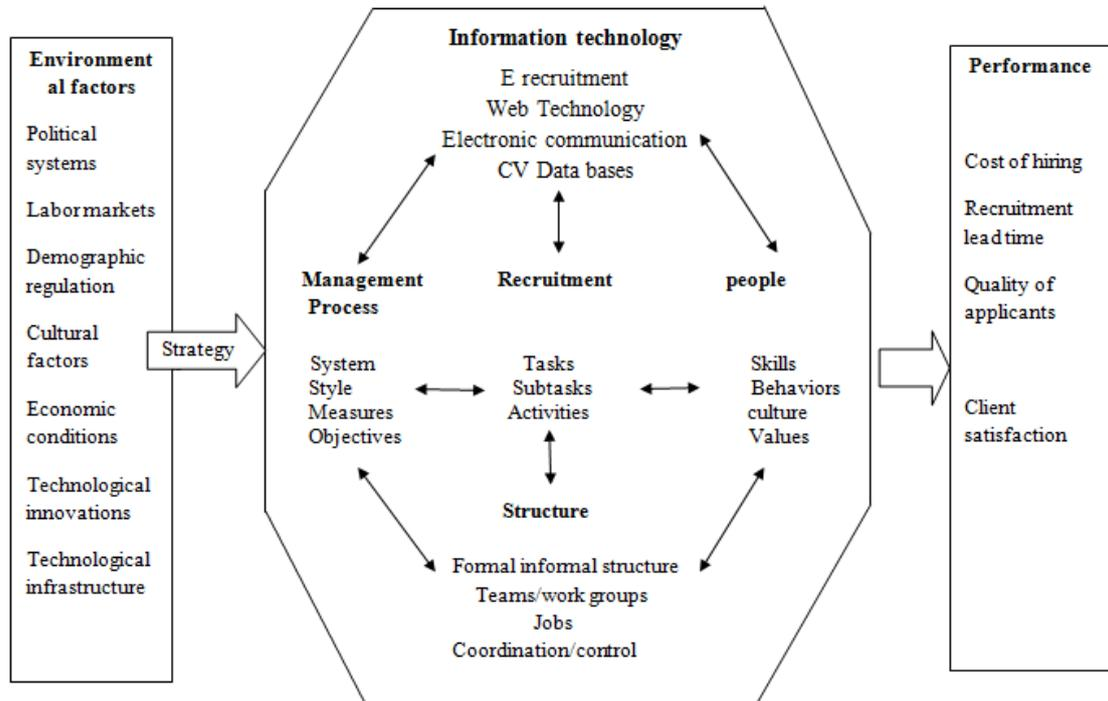 Environment
al factors
Political
systems
Labor markets
Demographic
regulation
Cultural
factors
Economic
conditions
Technological
innovations
Technological
infrastructure
Strategy
Information technology
E recruitment
Web Technology
Electronic communication
CV Data bases
Management
Process
System
Style
Measures
Objectives
Recruitment
Tasks
Subtasks
Activities
people
Skills
Behaviors
culture
Values
Structure
Formal informal structure
Teams/work groups
Jobs
Coordination/control
Performance
Cost of hiring
Recruitment
lead time
Quality of
applicants
Client
satisfaction